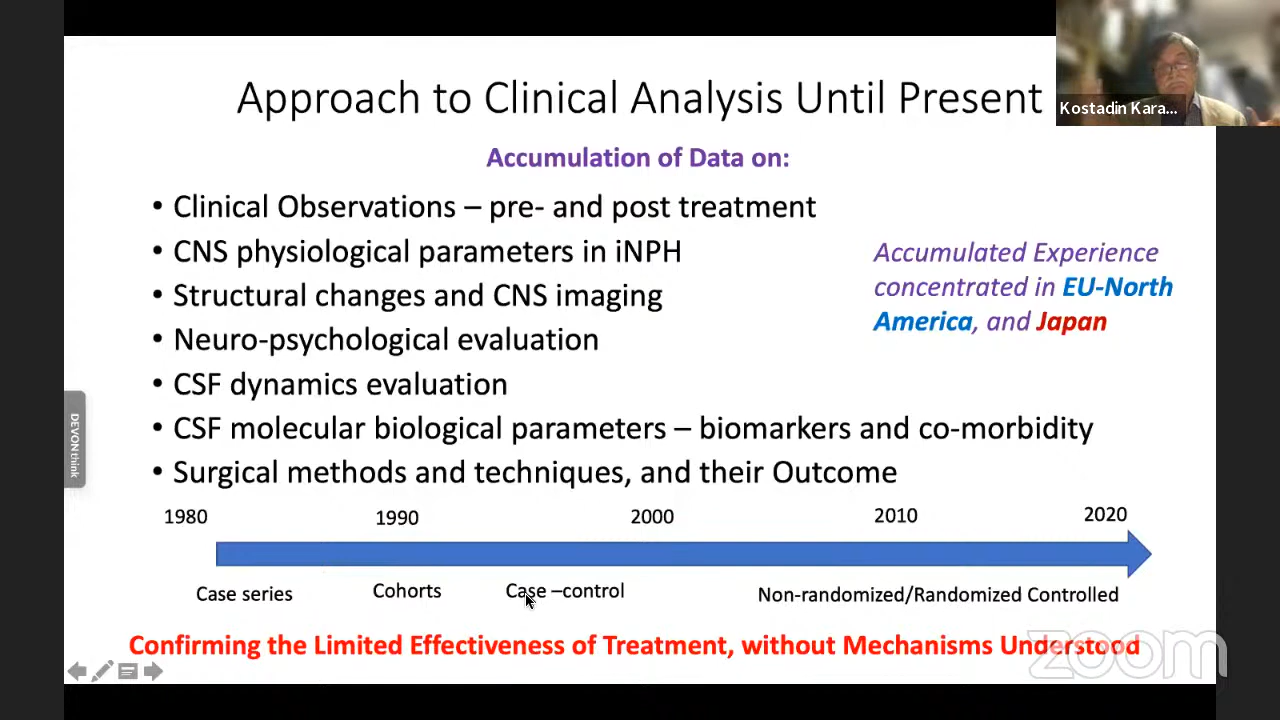 Approach to Clinical Analysis Until Present
Kostadin Kara...
Accumulation of Data on:
• Clinical Observations – pre- and post treatment
• CNS physiological parameters in iNPH
• Structural changes and CNS imaging
• Neuro-psychological evaluation
• CSF dynamics evaluation
• CSF molecular biological parameters – biomarkers and co-morbidity
• Surgical methods and techniques, and their Outcome
Accumulated Experience
concentrated in EU-North
America, and Japan
DEVONthink
1980 1990 2000 2010 2020
Case series Cohorts Case –control Non-randomized/Randomized Controlled
Confirming the Limited Effectiveness of Treatment, without Mechanisms Understood
zoom